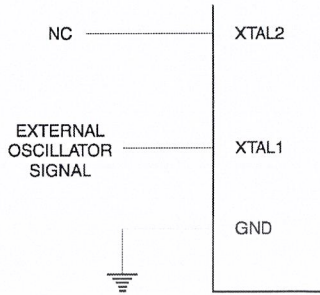 NC
XTAL2
EXTERNAL
OSCILLATOR
SIGNAL
XTAL1
GND